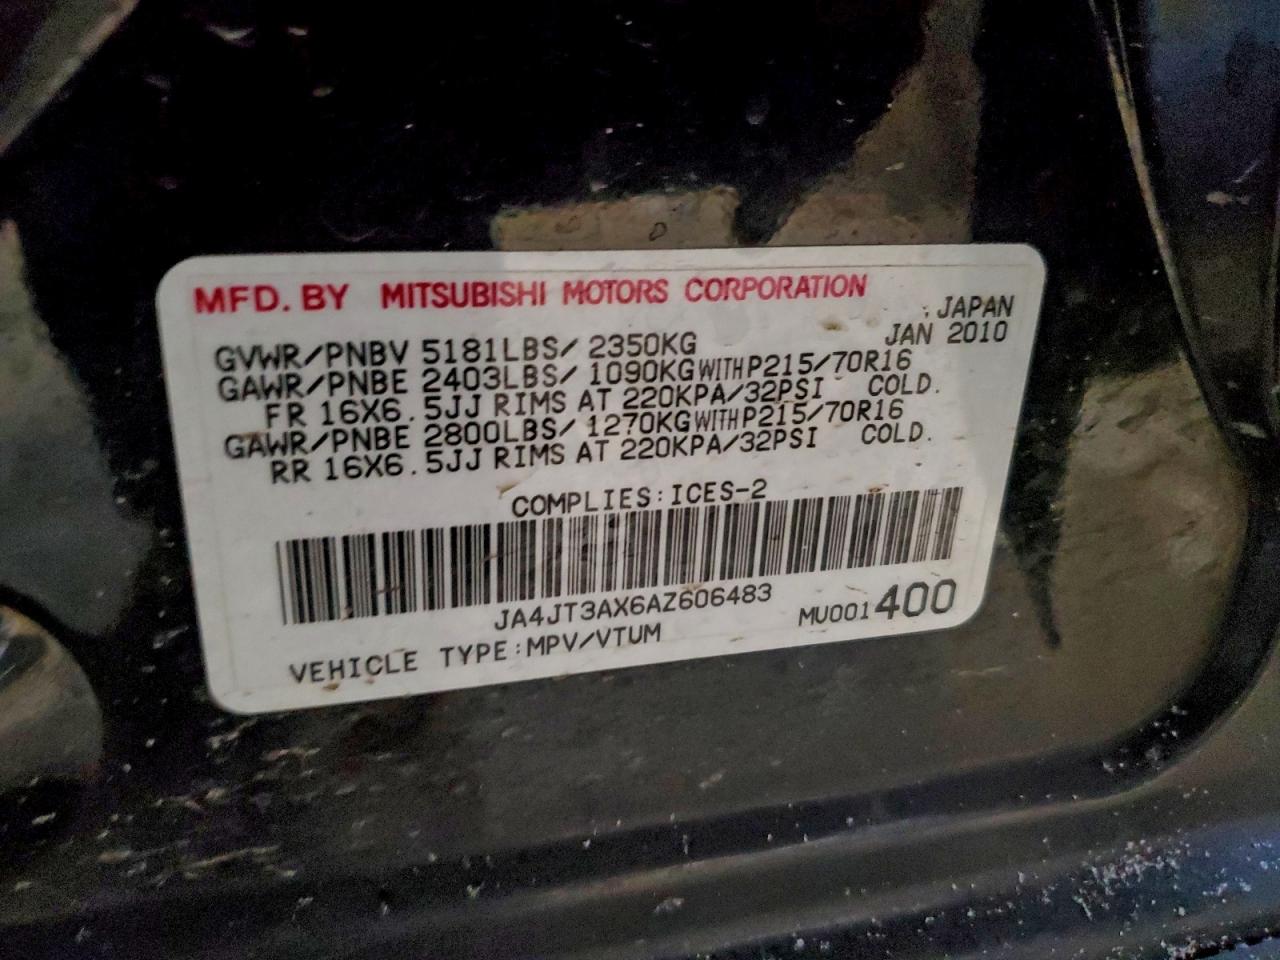 MFD. BY MITSUBISHI MOTORS CORPORATION
JAPAN
GVWR/PNBV 5181LBS/ 2350KG JAN 2010
GAWR/PNBE 2403LBS/ 1090KG WITH P215/70R16
FR 16X6.5JJ RIMS AT 220KPA/32PSI COLD.
GAWR/PNBE 2800LBS/ 1270KG WITH P215/70R16
RR 16X6.5JJ RIMS AT 220KPA/32PSI COLD.
COMPLIES:ICES-2
JA4JT3AX6AZ606483
VEHICLE TYPE:MPV/VTUM MU001400